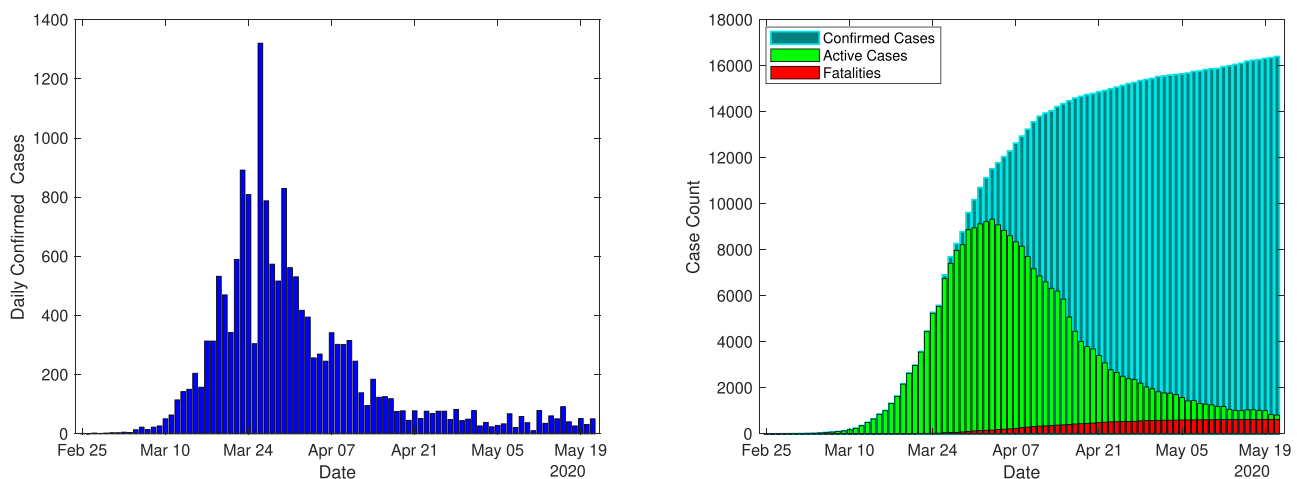 1400
1200
1000
800
600
400
200
0
Daily Confirmed Cases
Feb 25 Mar 10 Mar 24 Apr 07 Apr 21 May 05 May 19
Date 2020
18000
16000
14000
12000
10000
8000
6000
4000
2000
0
Case Count
Confirmed Cases
Active Cases
Fatalities
Feb 25 Mar 10 Mar 24 Apr 07 Apr 21 May 05 May 19
Date 2020